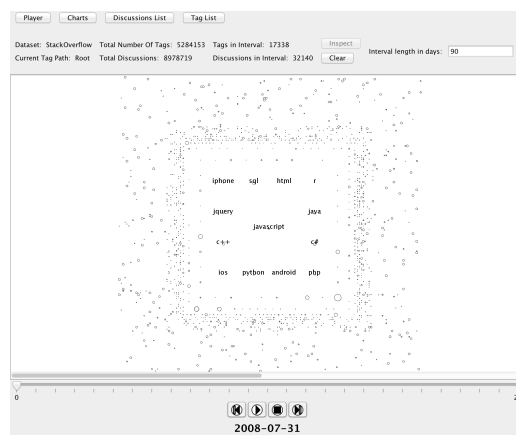 Player Charts Discussions List Tag List
Dataset: StackOverflow Total Number Of Tags: 5284153 Tags in Interval: 17338 Inspect
Interval length in days: 90
Current Tag Path: Root Total Discussions: 8978719 Discussions in Interval: 32140 Clear
iphone sql html r
jquery java
javascript
c++ c#
ios python android php
0 2
2008-07-31